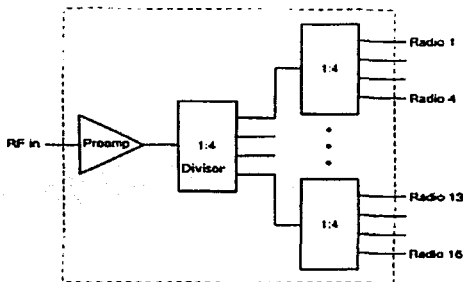 Radio 1
1:4
Radio 4
RF in
Preamp
1:4
Divisor
Radio 13
1:4
Radio 16